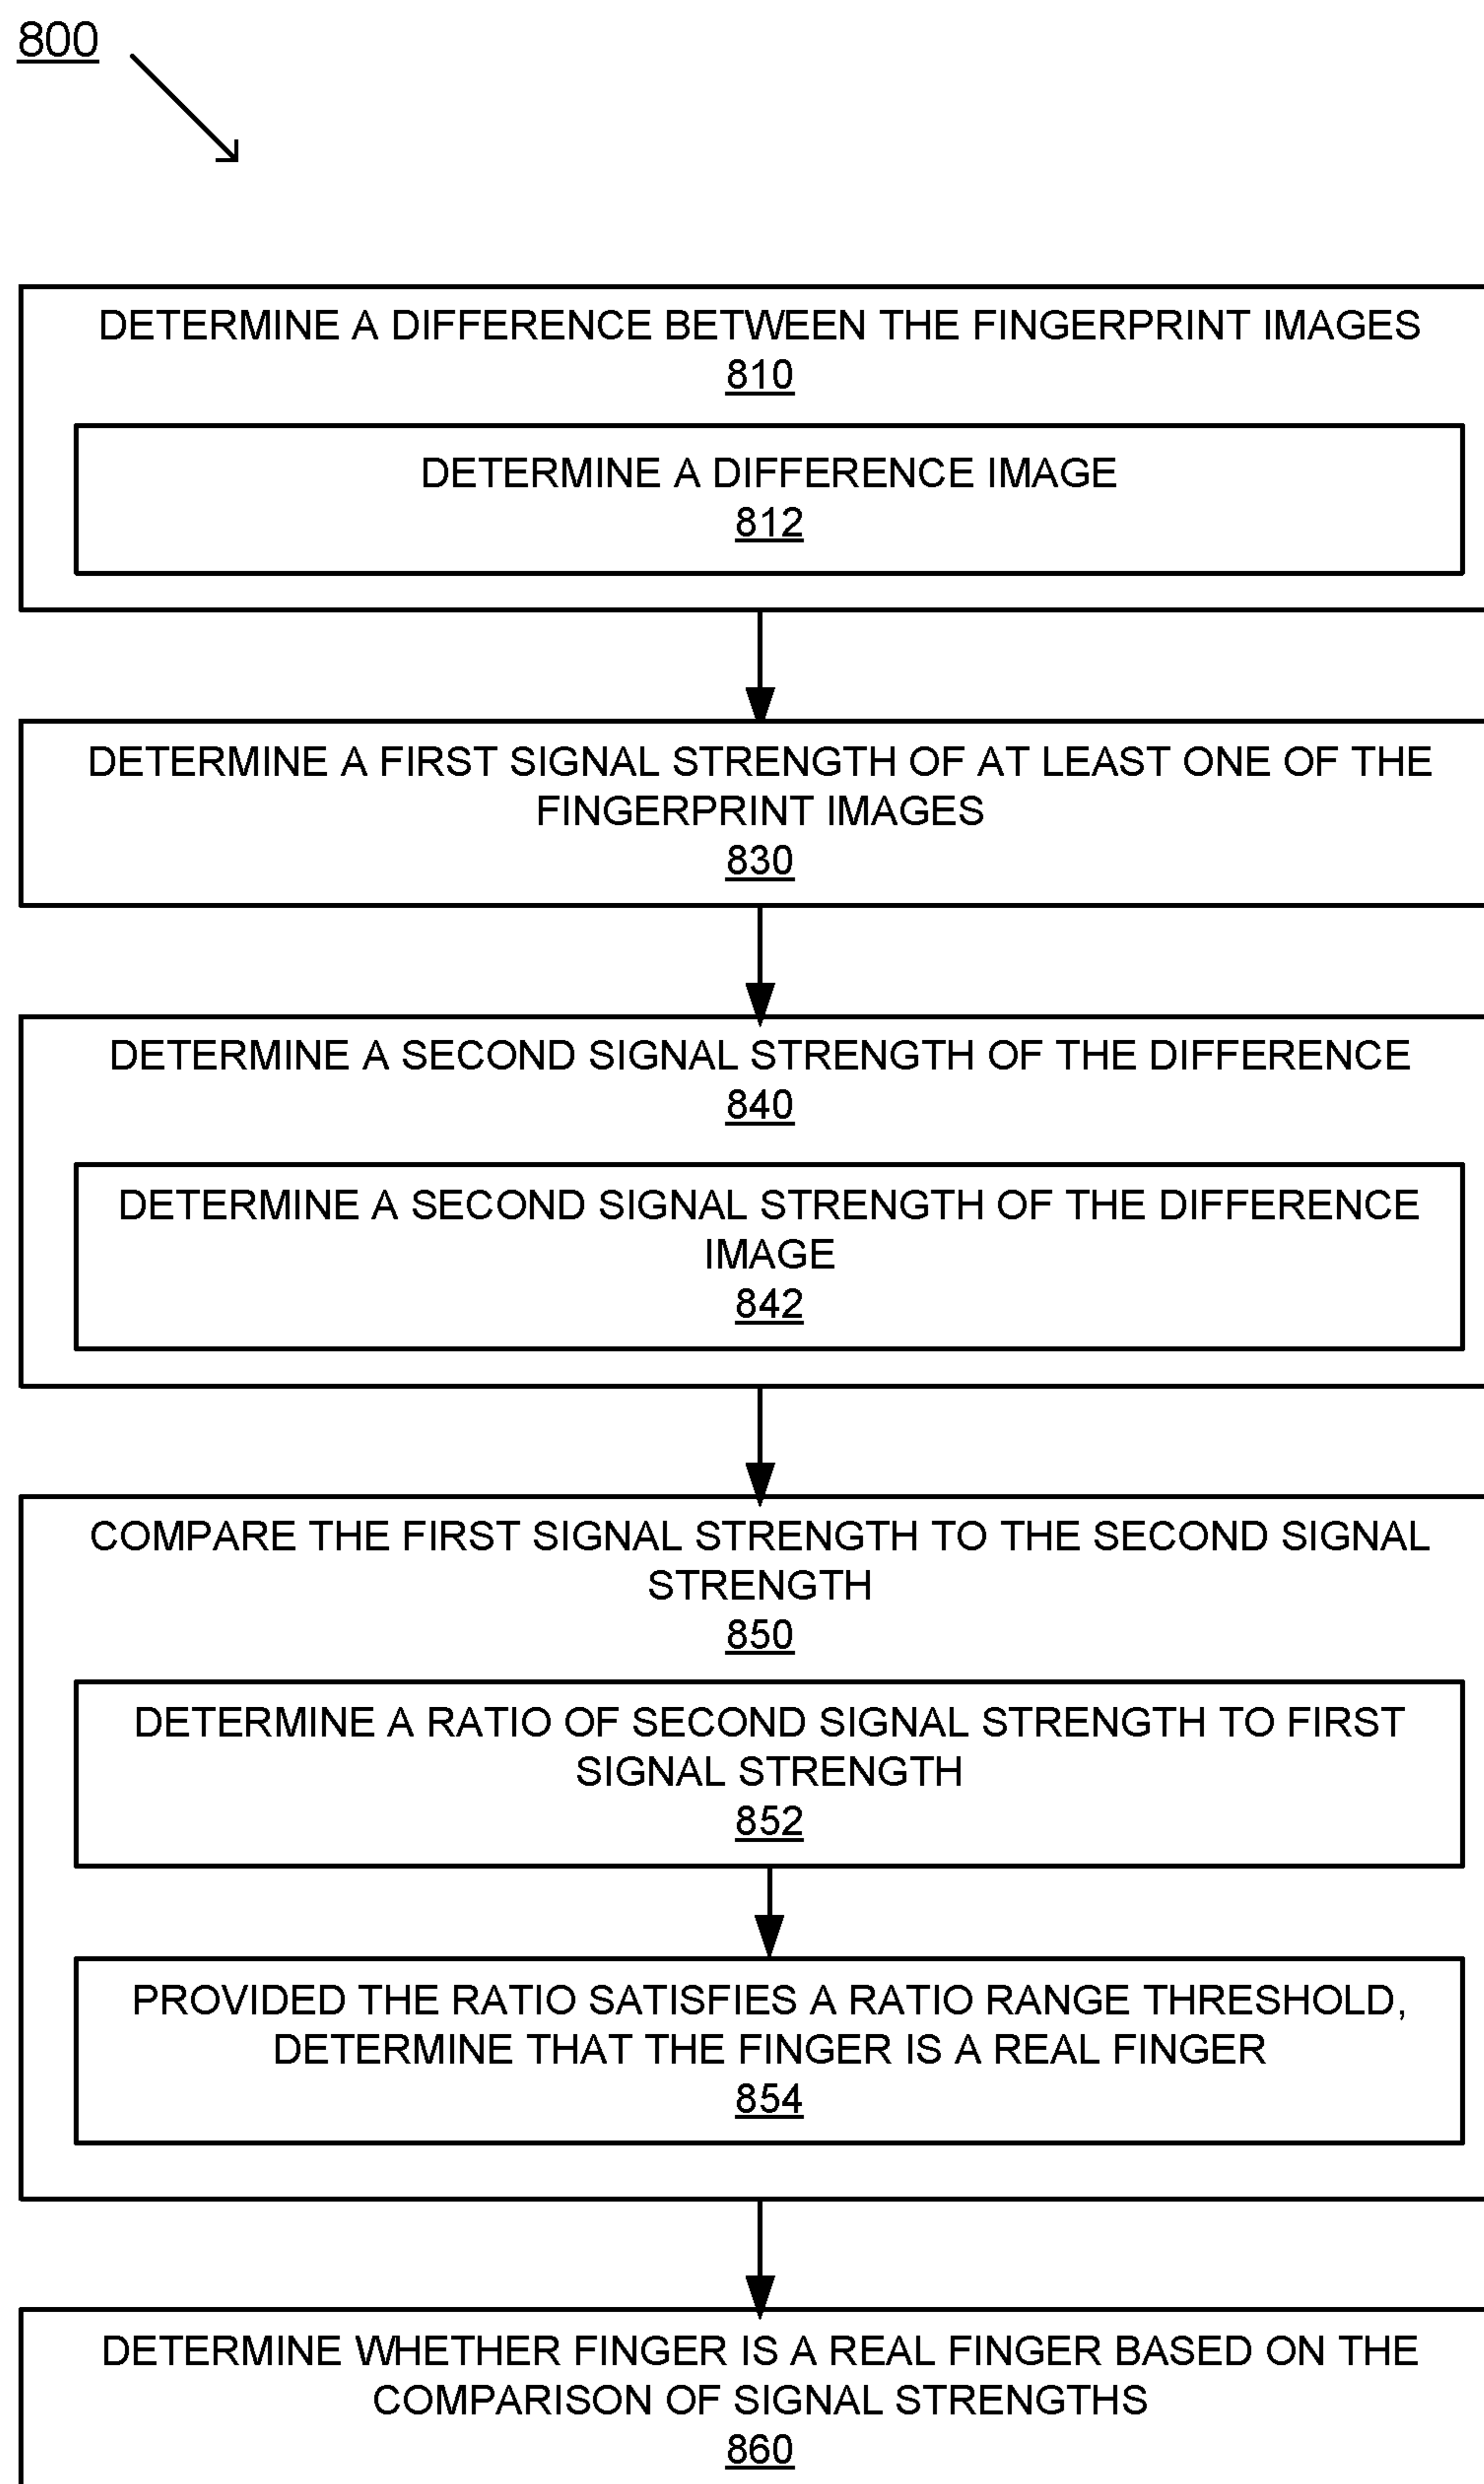 800
DETERMINE A DIFFERENCE BETWEEN THE FINGERPRINT IMAGES
810
DETERMINE A DIFFERENCE IMAGE
812
DETERMINE A FIRST SIGNAL STRENGTH OF AT LEAST ONE OF THE
FINGERPRINT IMAGES
830
DETERMINE A SECOND SIGNAL STRENGTH OF THE DIFFERENCE
840
DETERMINE A SECOND SIGNAL STRENGTH OF THE DIFFERENCE
IMAGE
842
COMPARE THE FIRST SIGNAL STRENGTH TO THE SECOND SIGNAL
STRENGTH
850
DETERMINE A RATIO OF SECOND SIGNAL STRENGTH TO FIRST
SIGNAL STRENGTH
852
PROVIDED THE RATIO SATISFIES A RATIO RANGE THRESHOLD,
DETERMINE THAT THE FINGER IS A REAL FINGER
854
DETERMINE WHETHER FINGER IS A REAL FINGER BASED ON THE
COMPARISON OF SIGNAL STRENGTHS
860